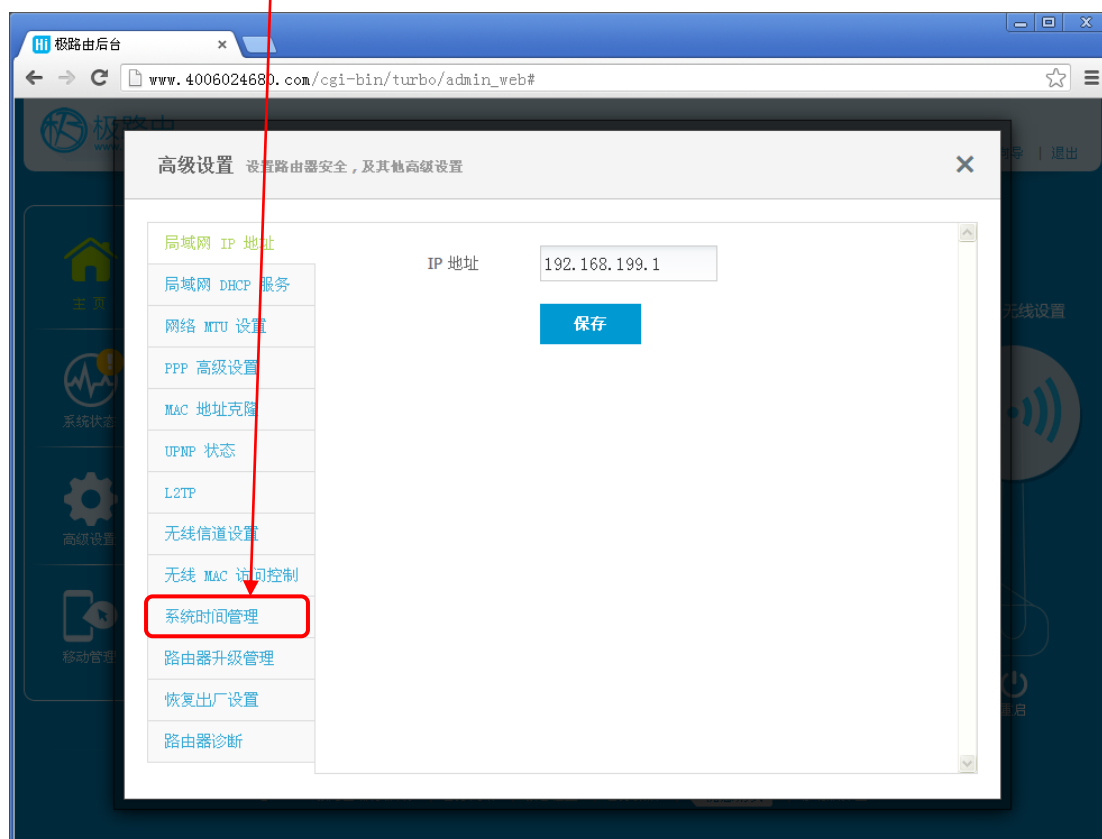 极路由后台
www.4006024680.com/cgi-bin/turbo/admin_web#
极路由
www.
向导 | 退出
高级设置 设置路由器安全,及其他高级设置
局域网 IP 地址
局域网 DHCP 服务
网络 MTU 设置
PPP 高级设置
MAC 地址克隆
UPNP 状态
L2TP
无线信道设置
无线 MAC 访问控制
系统时间管理
路由器升级管理
恢复出厂设置
路由器诊断
IP 地址
192.168.199.1
保存
主页
系统状态
高级设置
移动管理
无线设置
重启